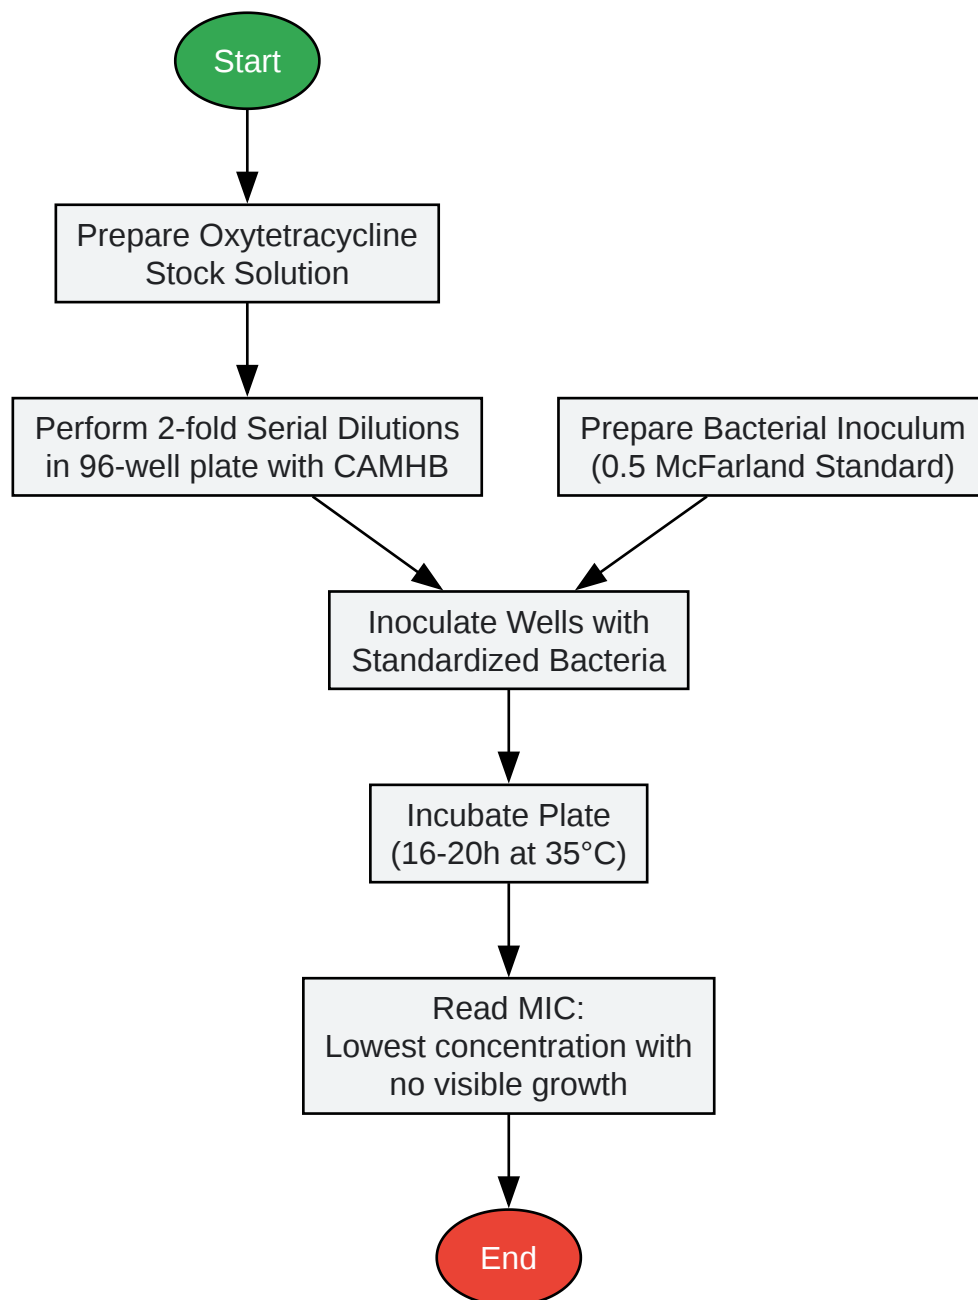 Start
Prepare Oxytetracycline
Stock Solution
Perform 2-fold Serial Dilutions
in 96-well plate with CAMHB
Prepare Bacterial Inoculum
(0.5 McFarland Standard)
Inoculate Wells with
Standardized Bacteria
Incubate Plate
(16-20h at 35°C)
Read MIC:
Lowest concentration with
no visible growth
End